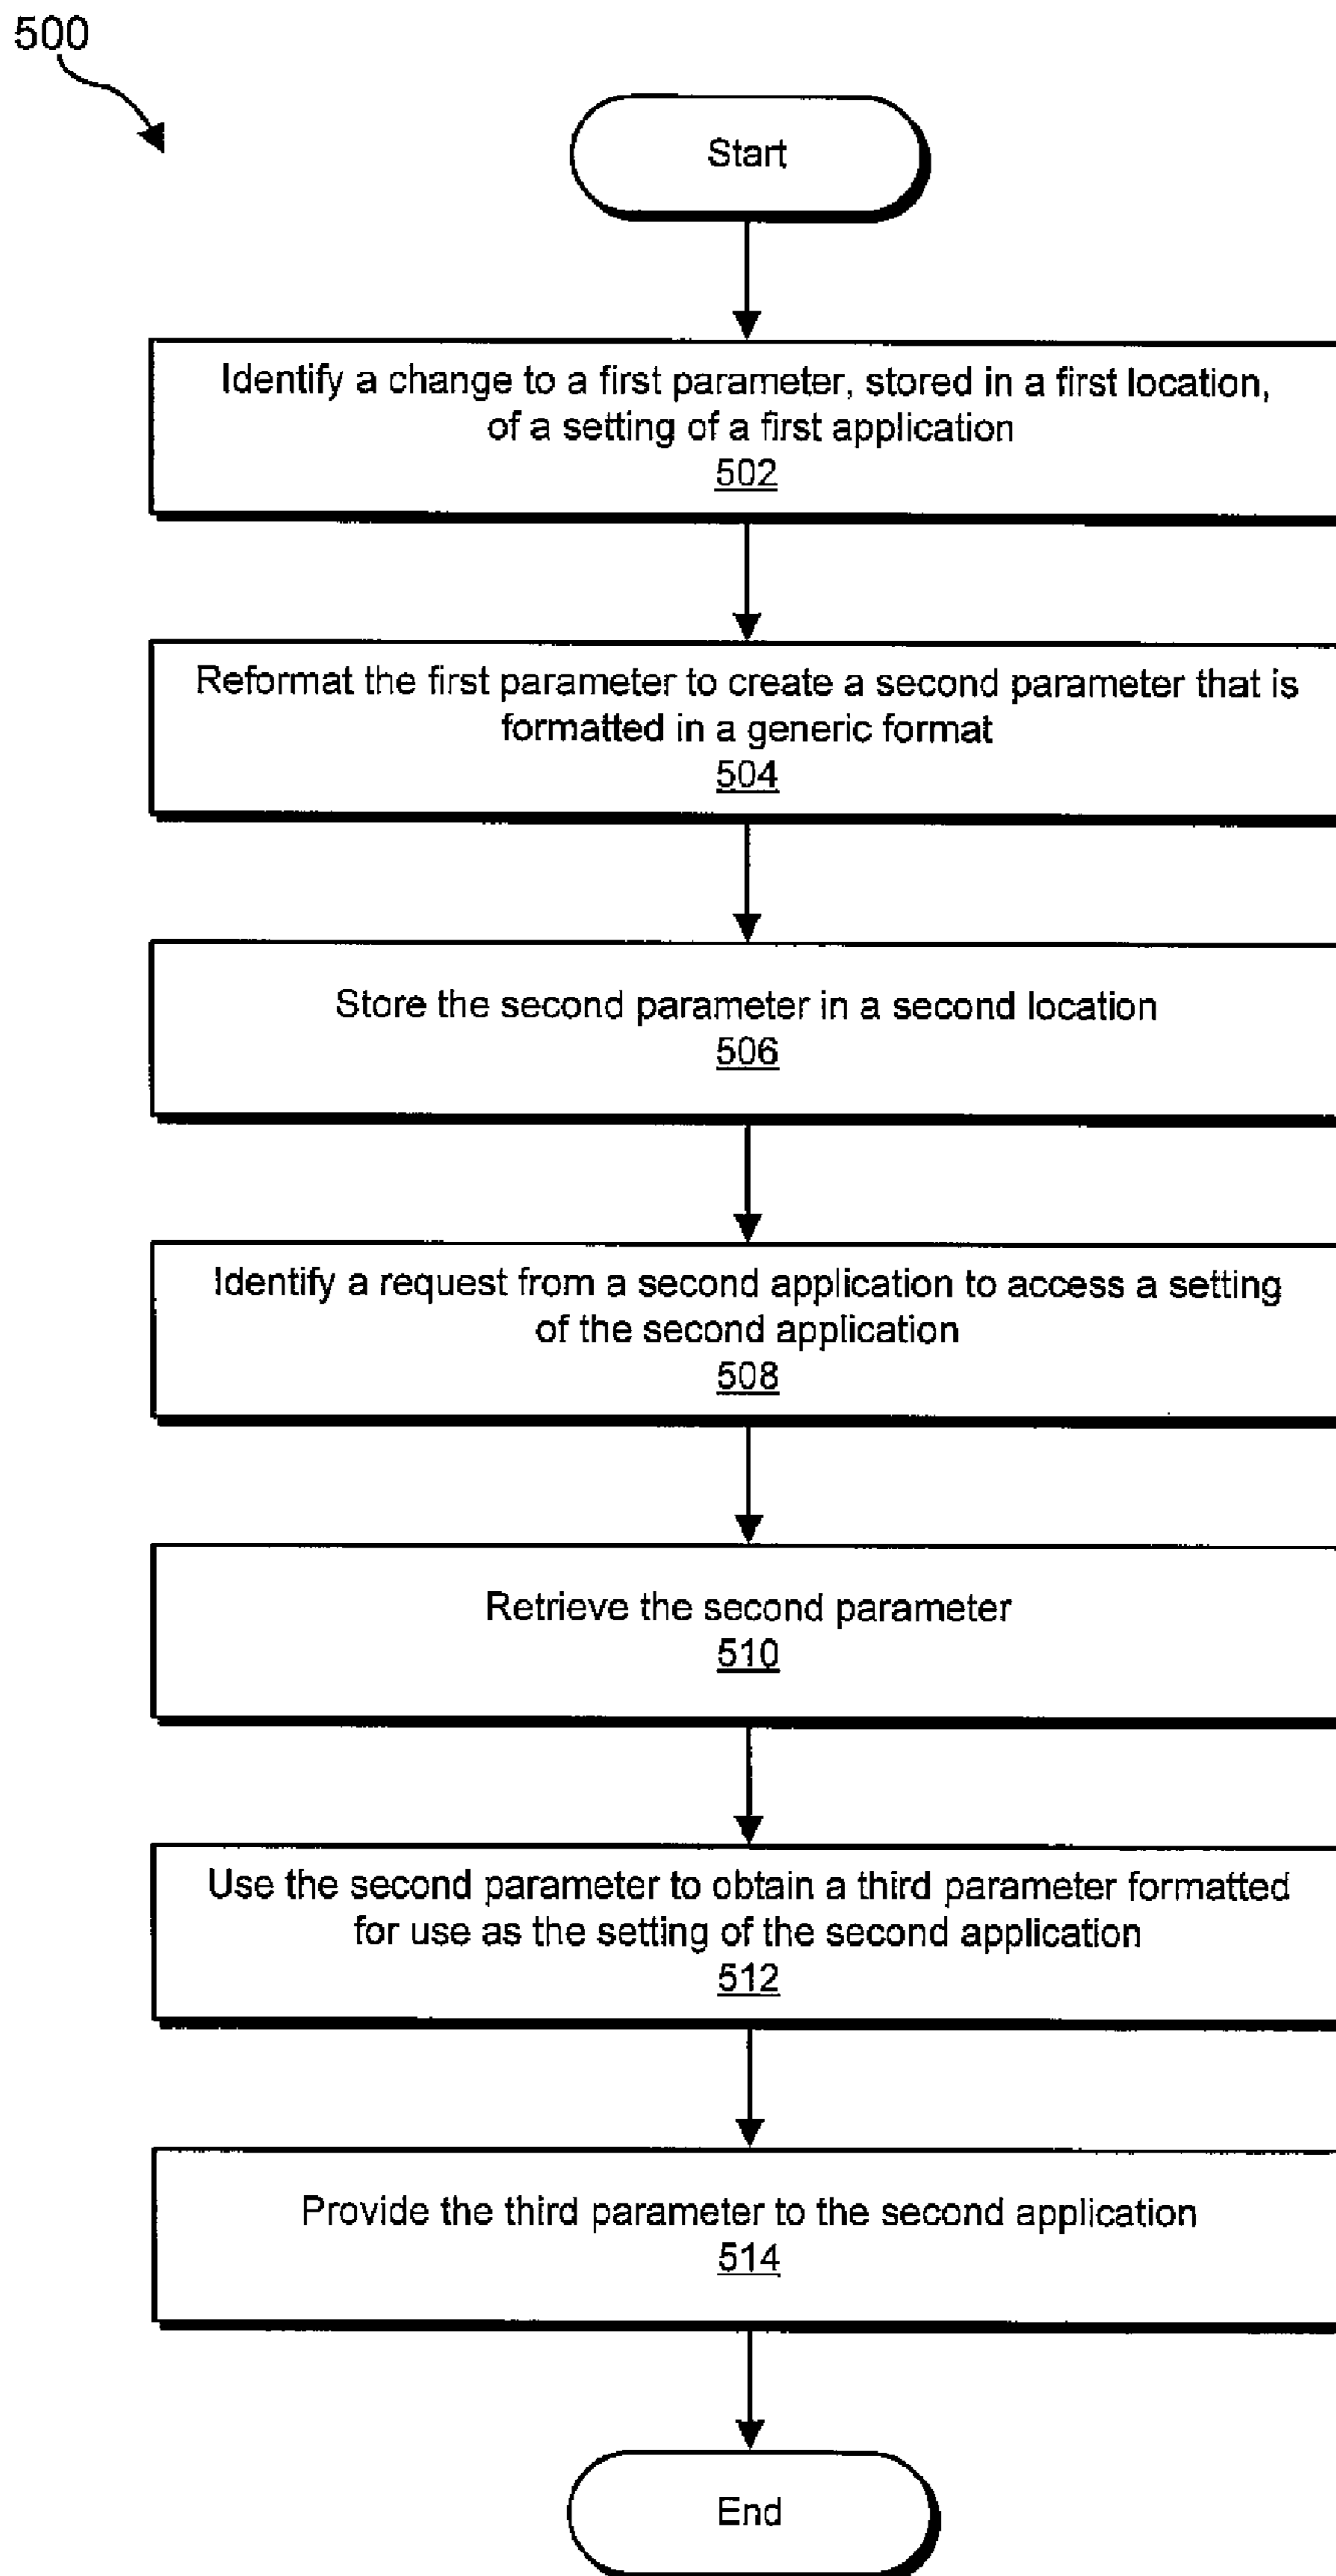 500
Start
Identify a change to a first parameter, stored in a first location,
of a setting of a first application
502
Reformat the first parameter to create a second parameter that is
formatted in a generic format
504
Store the second parameter in a second location
506
Identify a request from a second application to access a setting
of the second application
508
Retrieve the second parameter
510
Use the second parameter to obtain a third parameter formatted
for use as the setting of the second application
512
Provide the third parameter to the second application
514
End